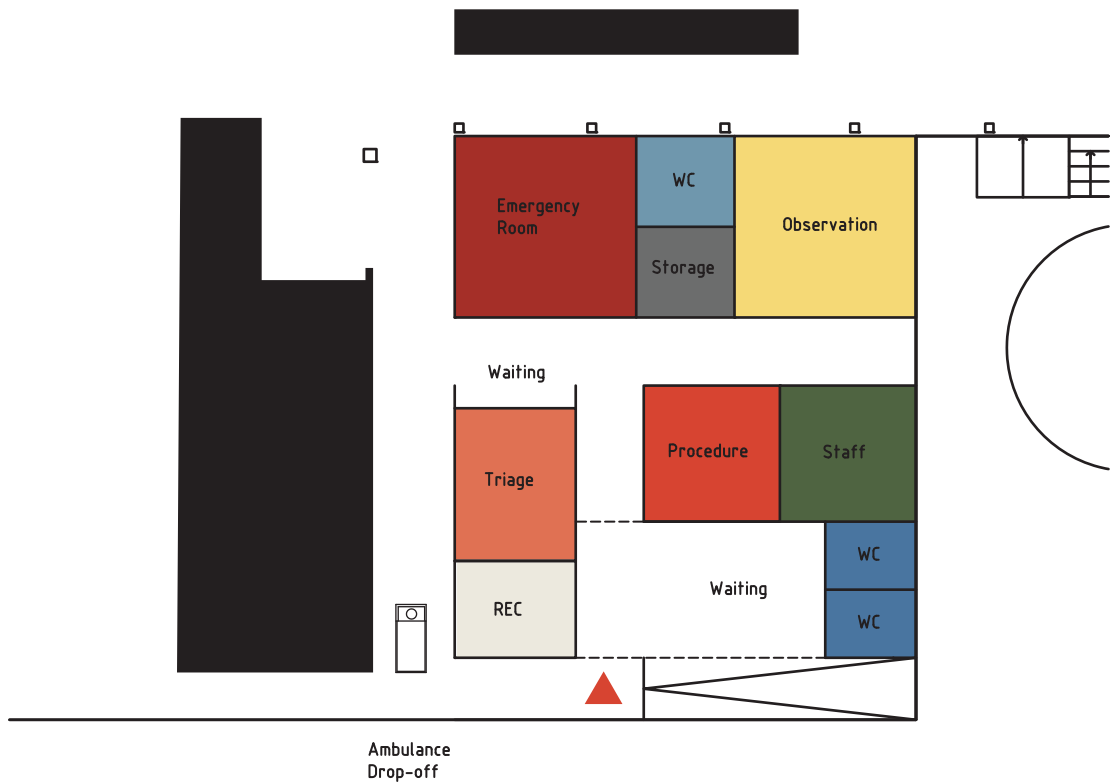 WC
Emergency
Room
Observation
Storage
Waiting
Procedure
Staff
Triage
WC
Waiting
REC
WC
Ambulance
Drop-off